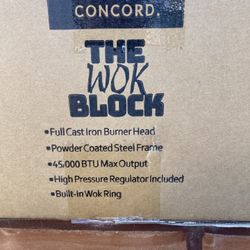 CONCORD.
THE
WOK
BLOCK
▪Full Cast Iron Burner Head
▪Powder Coated Steel Frame
▪45,000 BTU Max Output
▪High Pressure Regulator Included
▪Built-in Wok Ring